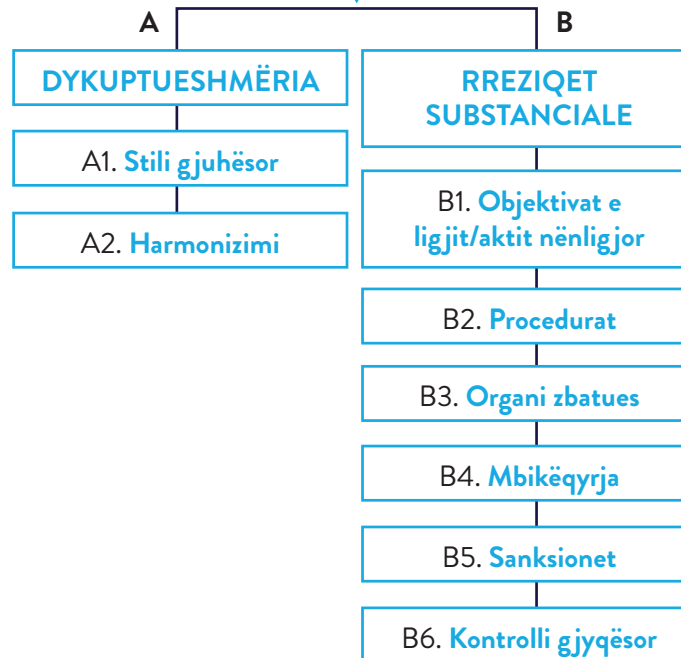 A
B
DYKUPTUESHMËRIA
A1. Stili gjuhësor
A2. Harmonizimi
RREZIQET
SUBSTANCIALE
B1. Objektivat e
ligjit/aktit nënligjor
B2. Procedurat
B3. Organi zbatues
B4. Mbikëqyrja
B5. Sanksionet
B6. Kontrolli gjyqësor